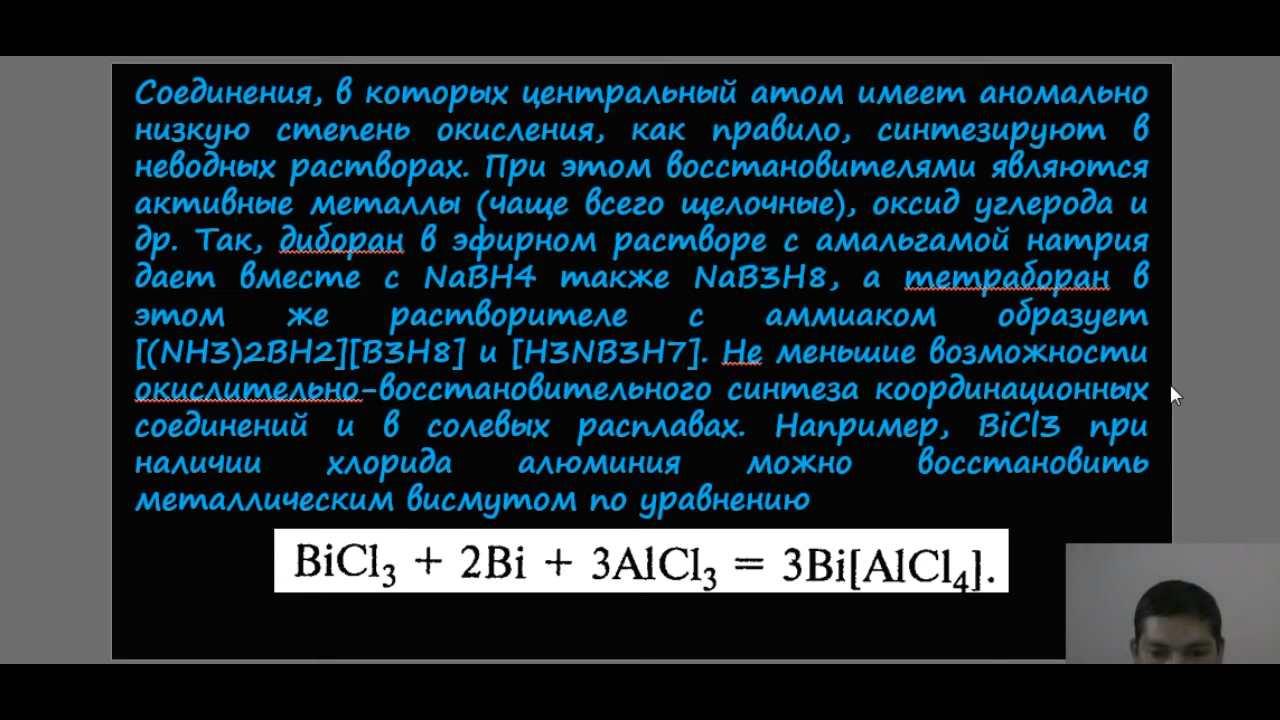 Соединения, в которых центральный атом имеет аномально
низкую степень окисления, как правило, синтезируют в
неводных растворах. При этом восстановителями являются
активные металлы (чаще всего щелочные), оксид углерода и
др. Так, диборан в эфирном растворе с амальгамой натрия
дает вместе с NaBH4 также NaB3H8, а тетраборан в
этом же растворителе с аммиаком образует
[(NH3)2BH2][B3H8] и [H3NB3H7]. Не меньшие возможности
окислительно-восстановительного синтеза координационных
соединений и в солевых расплавах. Например, BiCl3 при
наличии хлорида алюминия можно восстановить
металлическим висмутом по уравнению
BiCl₃ + 2Bi + 3AlCl₃ = 3Bi[AlCl₄].